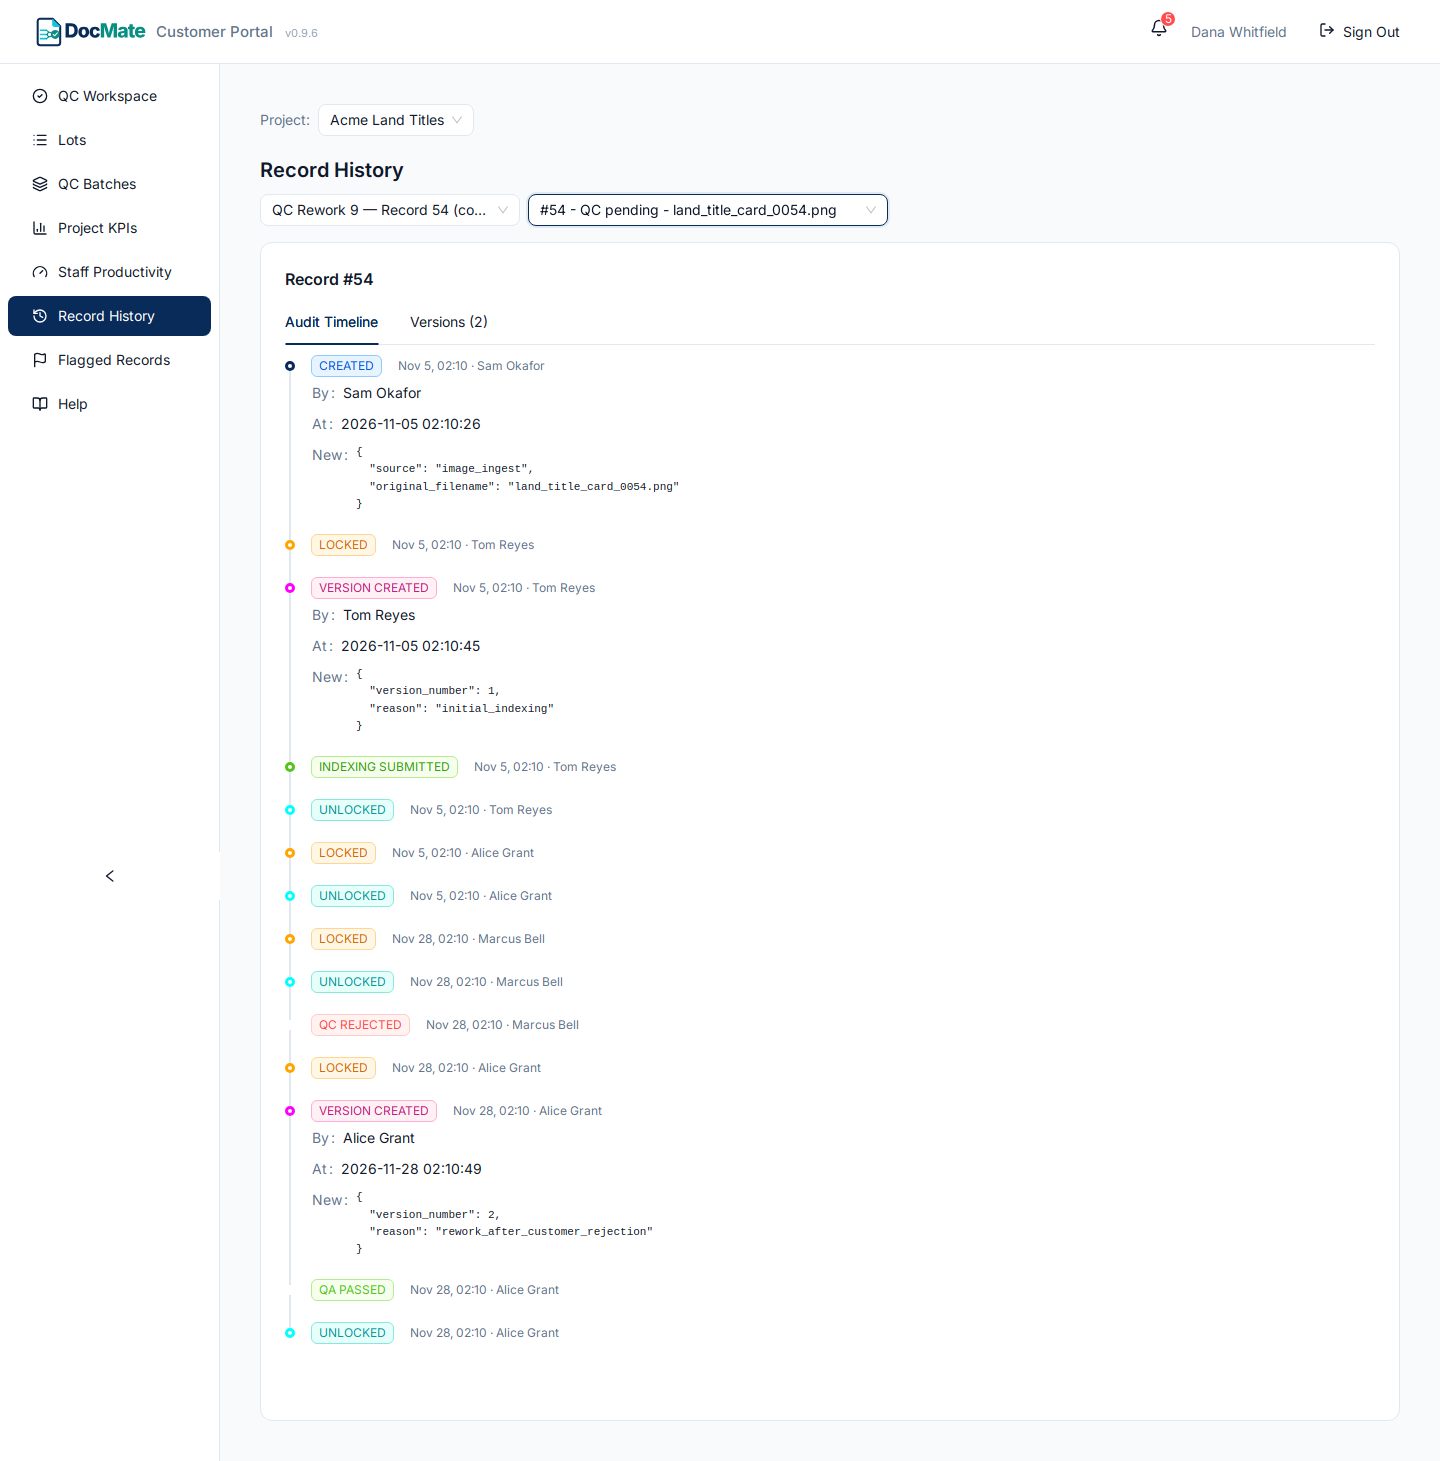 DocMate Customer Portal v0.9.6
5 Dana Whitfield Sign Out
QC Workspace
Lots
QC Batches
Project KPIs
Staff Productivity
Record History
Flagged Records
Help
Project: Acme Land Titles
Record History
QC Rework 9 — Record 54 (co... #54 - QC pending - land_title_card_0054.png
Record #54
Audit Timeline Versions (2)
CREATED Nov 5, 02:10 · Sam Okafor
By: Sam Okafor
At: 2026-11-05 02:10:26
New: {
"source": "image_ingest",
"original_filename": "land_title_card_0054.png"
}
LOCKED Nov 5, 02:10 · Tom Reyes
VERSION CREATED Nov 5, 02:10 · Tom Reyes
By: Tom Reyes
At: 2026-11-05 02:10:45
New: {
"version_number": 1,
"reason": "initial_indexing"
}
INDEXING SUBMITTED Nov 5, 02:10 · Tom Reyes
UNLOCKED Nov 5, 02:10 · Tom Reyes
LOCKED Nov 5, 02:10 · Alice Grant
UNLOCKED Nov 5, 02:10 · Alice Grant
LOCKED Nov 28, 02:10 · Marcus Bell
UNLOCKED Nov 28, 02:10 · Marcus Bell
QC REJECTED Nov 28, 02:10 · Marcus Bell
LOCKED Nov 28, 02:10 · Alice Grant
VERSION CREATED Nov 28, 02:10 · Alice Grant
By: Alice Grant
At: 2026-11-28 02:10:49
New: {
"version_number": 2,
"reason": "rework_after_customer_rejection"
}
QA PASSED Nov 28, 02:10 · Alice Grant
UNLOCKED Nov 28, 02:10 · Alice Grant